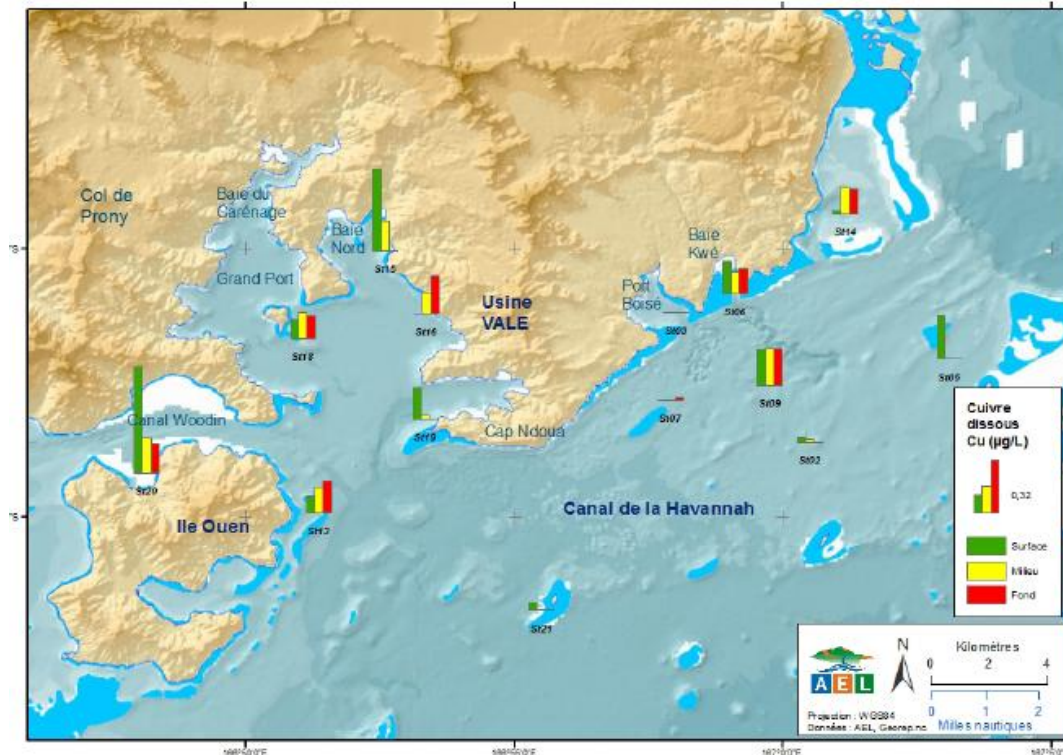 Col de
Prony
Baie du
Carénage
Baie
Nord
Grand Port
St15
St16
St18
Usine
VALE
Port
Boisé
Baie
Kwé
St14
St06
St03
St05
St09
St07
St02
Canal Woodin
St19
Cap Ndoua
St20
Ile Ouen
Canal de la Havannah
St21
Cuivre
dissous
Cu (µg/L)
0,32
Surface
Milieu
Fond
AEL
N
Kilomètres
0 2 4
0 1 2
Milles nautiques
Projection : WGS84
Données : AEL,